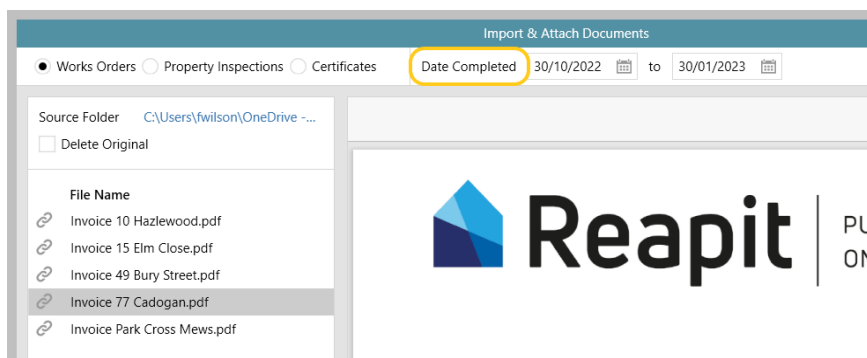 Import & Attach Documents
Works Orders Property Inspections Certificates Date Completed 30/10/2022 to 30/01/2023
Source Folder C:\Users\fwilson\OneDrive -...
Delete Original
File Name
Invoice 10 Hazlewood.pdf
Invoice 15 Elm Close.pdf
Invoice 49 Bury Street.pdf
Invoice 77 Cadogan.pdf
Invoice Park Cross Mews.pdf
Reapit